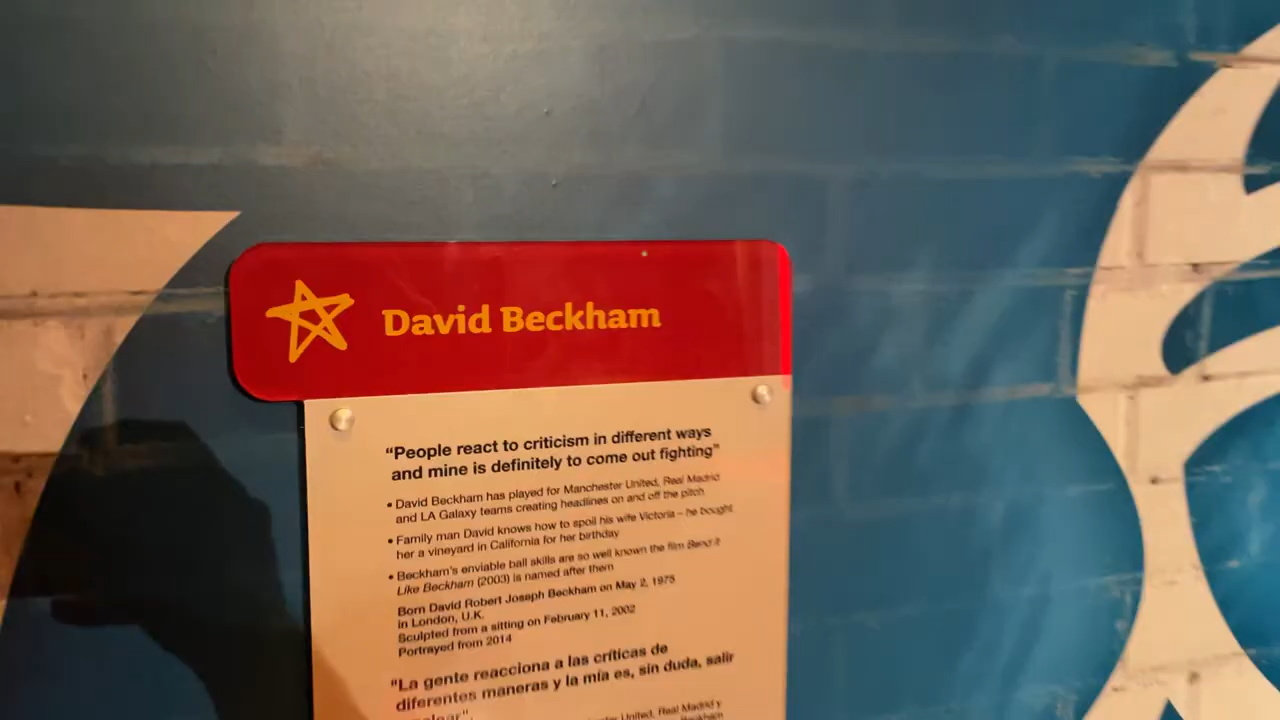 David Beckham
“People react to criticism in different ways
and mine is definitely to come out fighting”
• David Beckham has played for Manchester United, Real Madrid
and LA Galaxy teams creating headlines on and off the pitch
• Family man David knows how to spoil his wife Victoria – he bought
her a vineyard in California for her birthday
• Beckham's enviable ball skills are so well known the film Bend it
Like Beckham (2003) is named after them
Born David Robert Joseph Beckham on May 2, 1975
in London, U.K.
Sculpted from a sitting on February 11, 2002
Portrayed from 2014
"La gente reacciona a las críticas de
diferentes maneras y la mía es, sin duda, salir
United, Real Madrid y